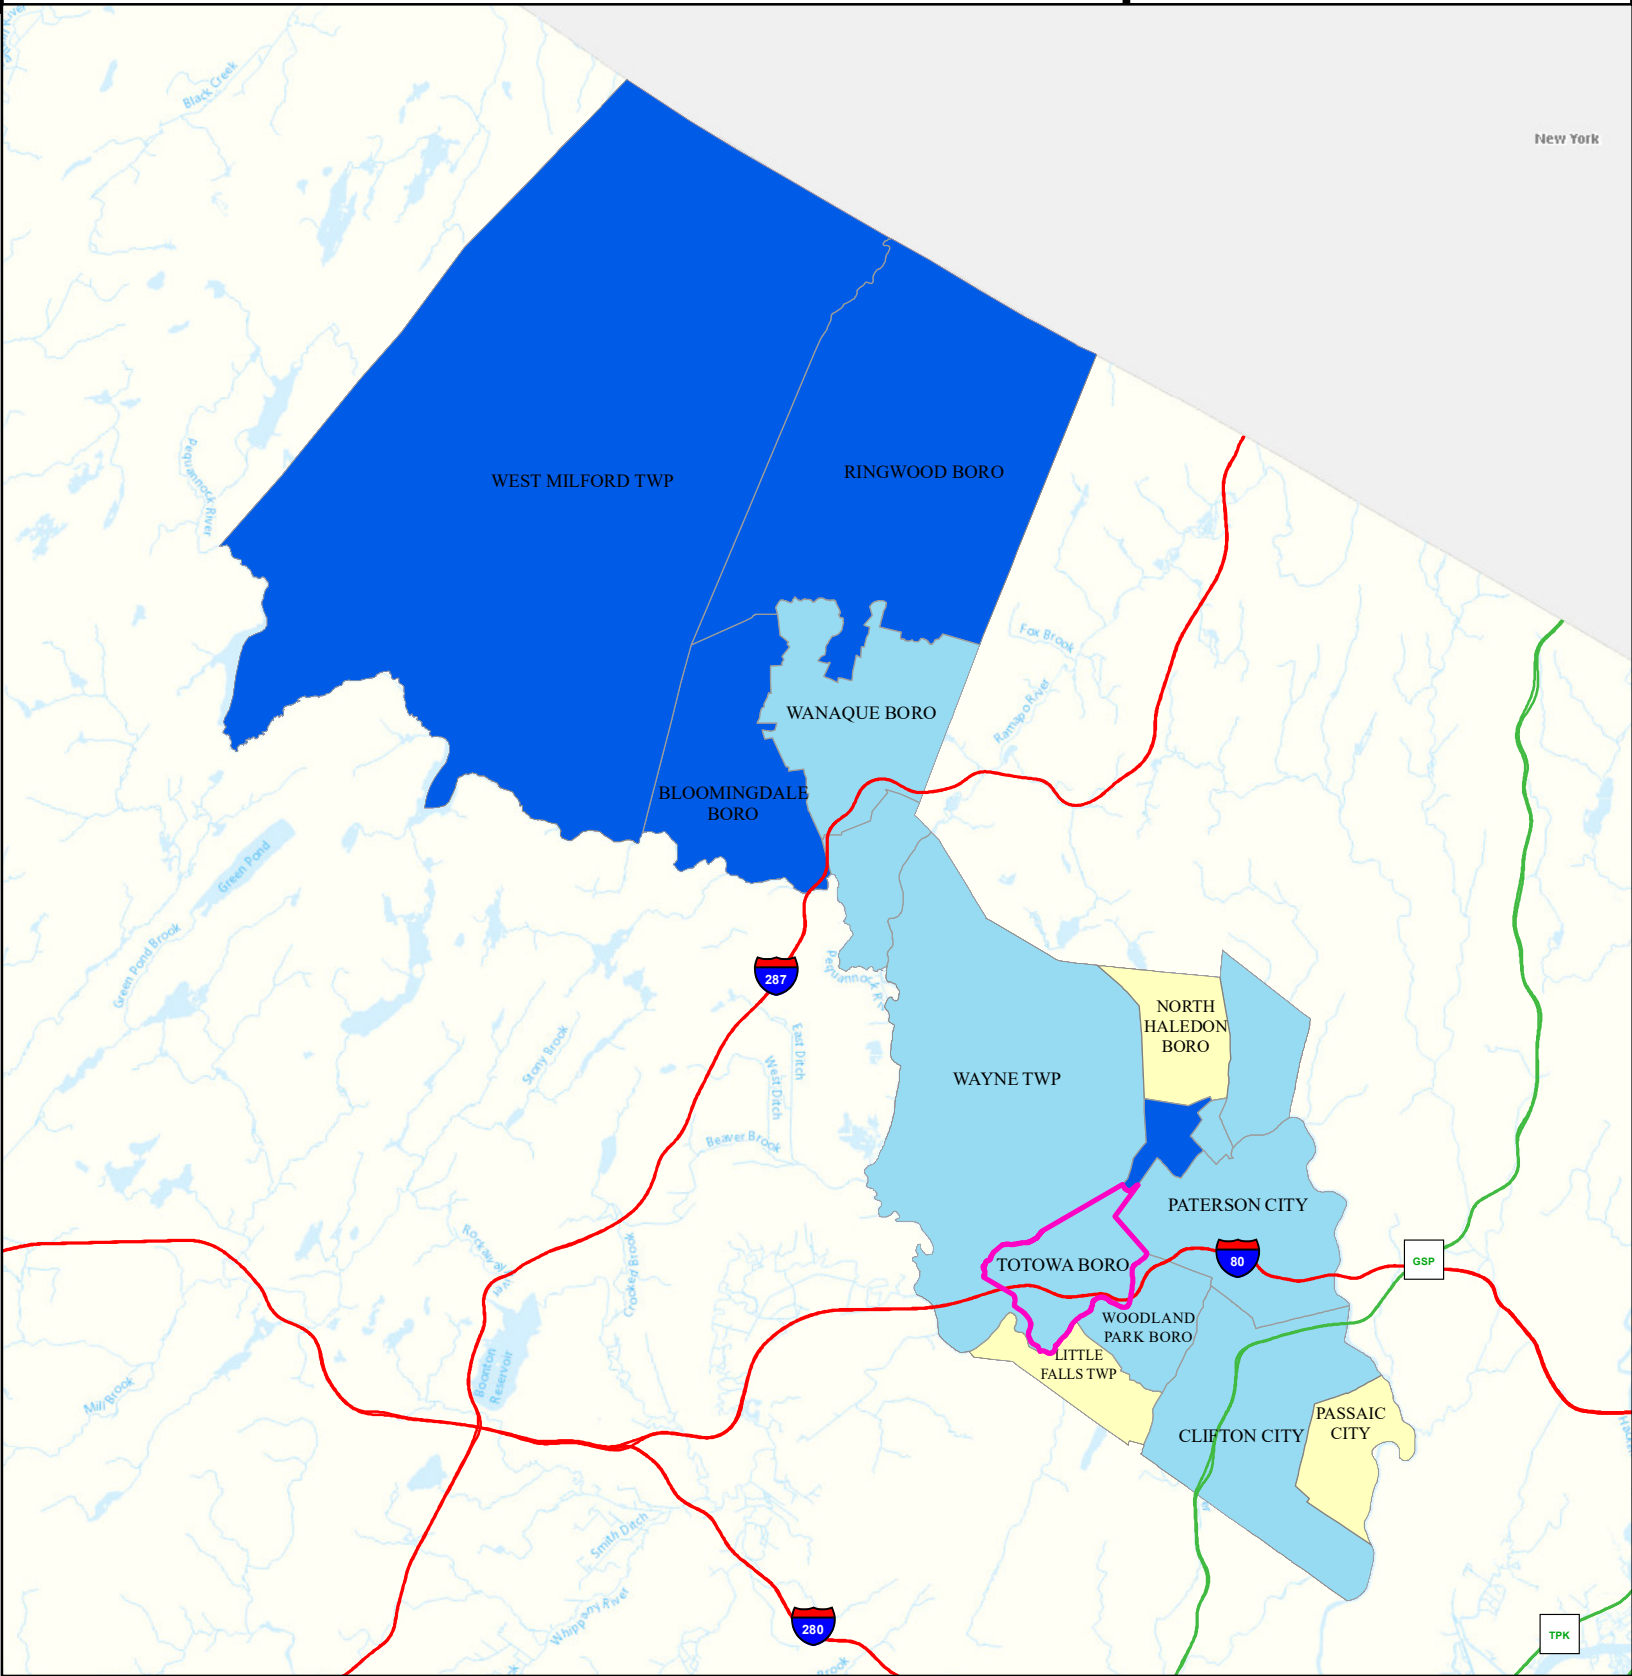 New York
Black Creek
Pequannock River
WEST MILFORD TWP
RINGWOOD BORO
Fox Brook
Ramapo River
WANAQUE BORO
BLOOMINGDALE
BORO
Green Pond
Green Pond Brook
287
Pequannock
Stony Brook
East Ditch
West Ditch
Beaver Brook
NORTH
HALEDON
BORO
WAYNE TWP
PATERSON CITY
Crooked Brook
TOTOWA BORO
80
GSP
WOODLAND
PARK BORO
LITTLE
FALLS TWP
Boonton
Reservoir
Mill Brook
PASSAIC
CITY
CLIFTON CITY
Smith Ditch
Whippany River
280
TPK
Brook